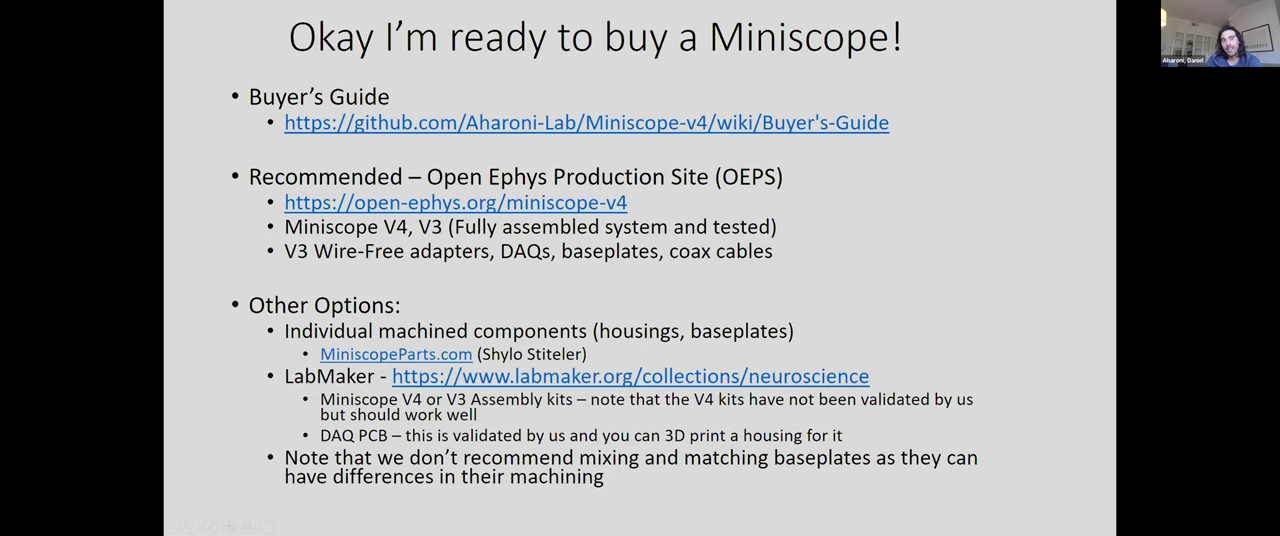 Okay I'm ready to buy a Miniscope!
Aharoni, Daniel
• Buyer's Guide
• https://github.com/Aharoni-Lab/Miniscope-v4/wiki/Buyer's-Guide
• Recommended – Open Ephys Production Site (OEPS)
• https://open-ephys.org/miniscope-v4
• Miniscope V4, V3 (Fully assembled system and tested)
• V3 Wire-Free adapters, DAQs, baseplates, coax cables
• Other Options:
• Individual machined components (housings, baseplates)
• MiniscopeParts.com (Shylo Stiteler)
• LabMaker - https://www.labmaker.org/collections/neuroscience
• Miniscope V4 or V3 Assembly kits – note that the V4 kits have not been validated by us
but should work well
• DAQ PCB – this is validated by us and you can 3D print a housing for it
• Note that we don't recommend mixing and matching baseplates as they can
have differences in their machining